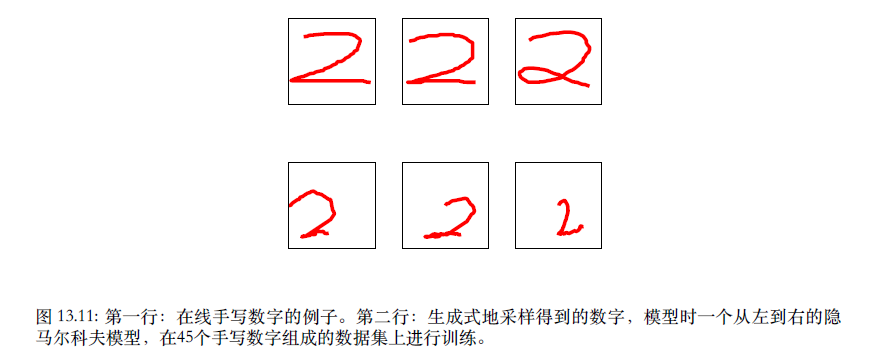 2 2 2
2 2 2
图 13.11: 第一行：在线手写数字的例子。第二行：生成式地采样得到的数字，模型时一个从左到右的隐
马尔科夫模型，在45个手写数字组成的数据集上进行训练。